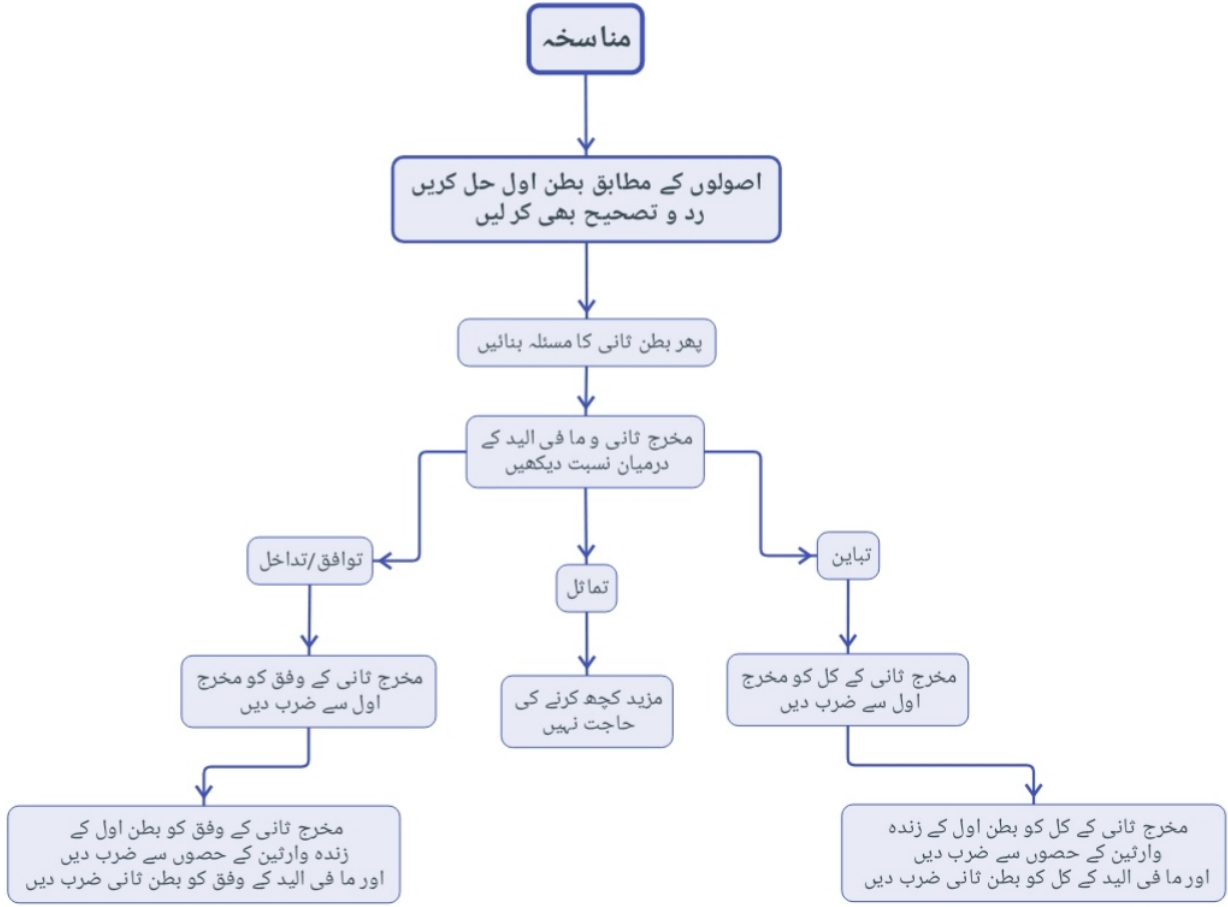 مناسخہ
اصولوں کے مطابق بطن اول حل کریں
رد و تصحیح بھی کر لیں
پھر بطن ثانی کا مسئلہ بنائیں
مخرج ثانی و ما فی الید کے
درمیان نسبت دیکھیں
تباین
توافق/تداخل
تماثل
مخرج ثانی کے کل کو مخرج
اول سے ضرب دیں
مخرج ثانی کے وفق کو مخرج
اول سے ضرب دیں
مزید کچھ کرنے کی
حاجت نہیں
مخرج ثانی کے کل کو بطن اول کے زندہ
وارثین کے حصوں سے ضرب دیں
اور ما فی الید کے کل کو بطن ثانی ضرب دیں
مخرج ثانی کے وفق کو بطن اول کے
زندہ وارثین کے حصوں سے ضرب دیں
اور ما فی الید کے وفق کو بطن ثانی ضرب دیں